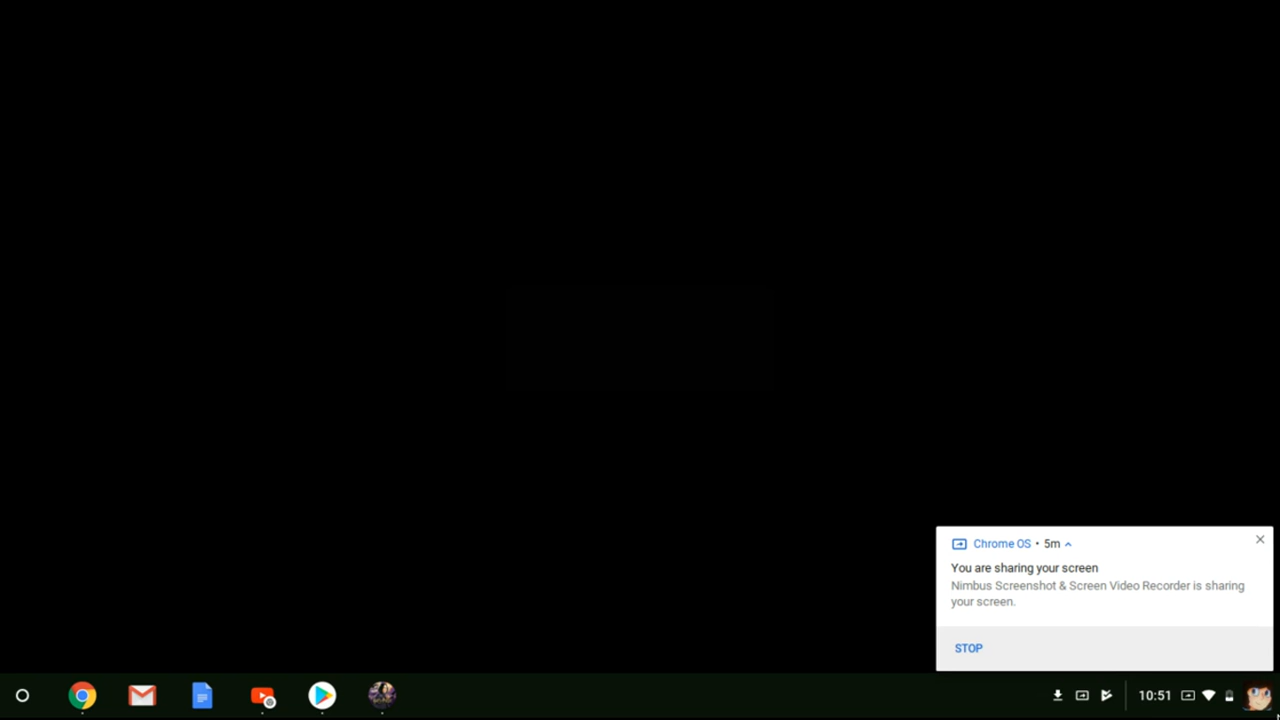 Chrome OS • 5m
You are sharing your screen
Nimbus Screenshot & Screen Video Recorder is sharing
your screen.
STOP
10:51